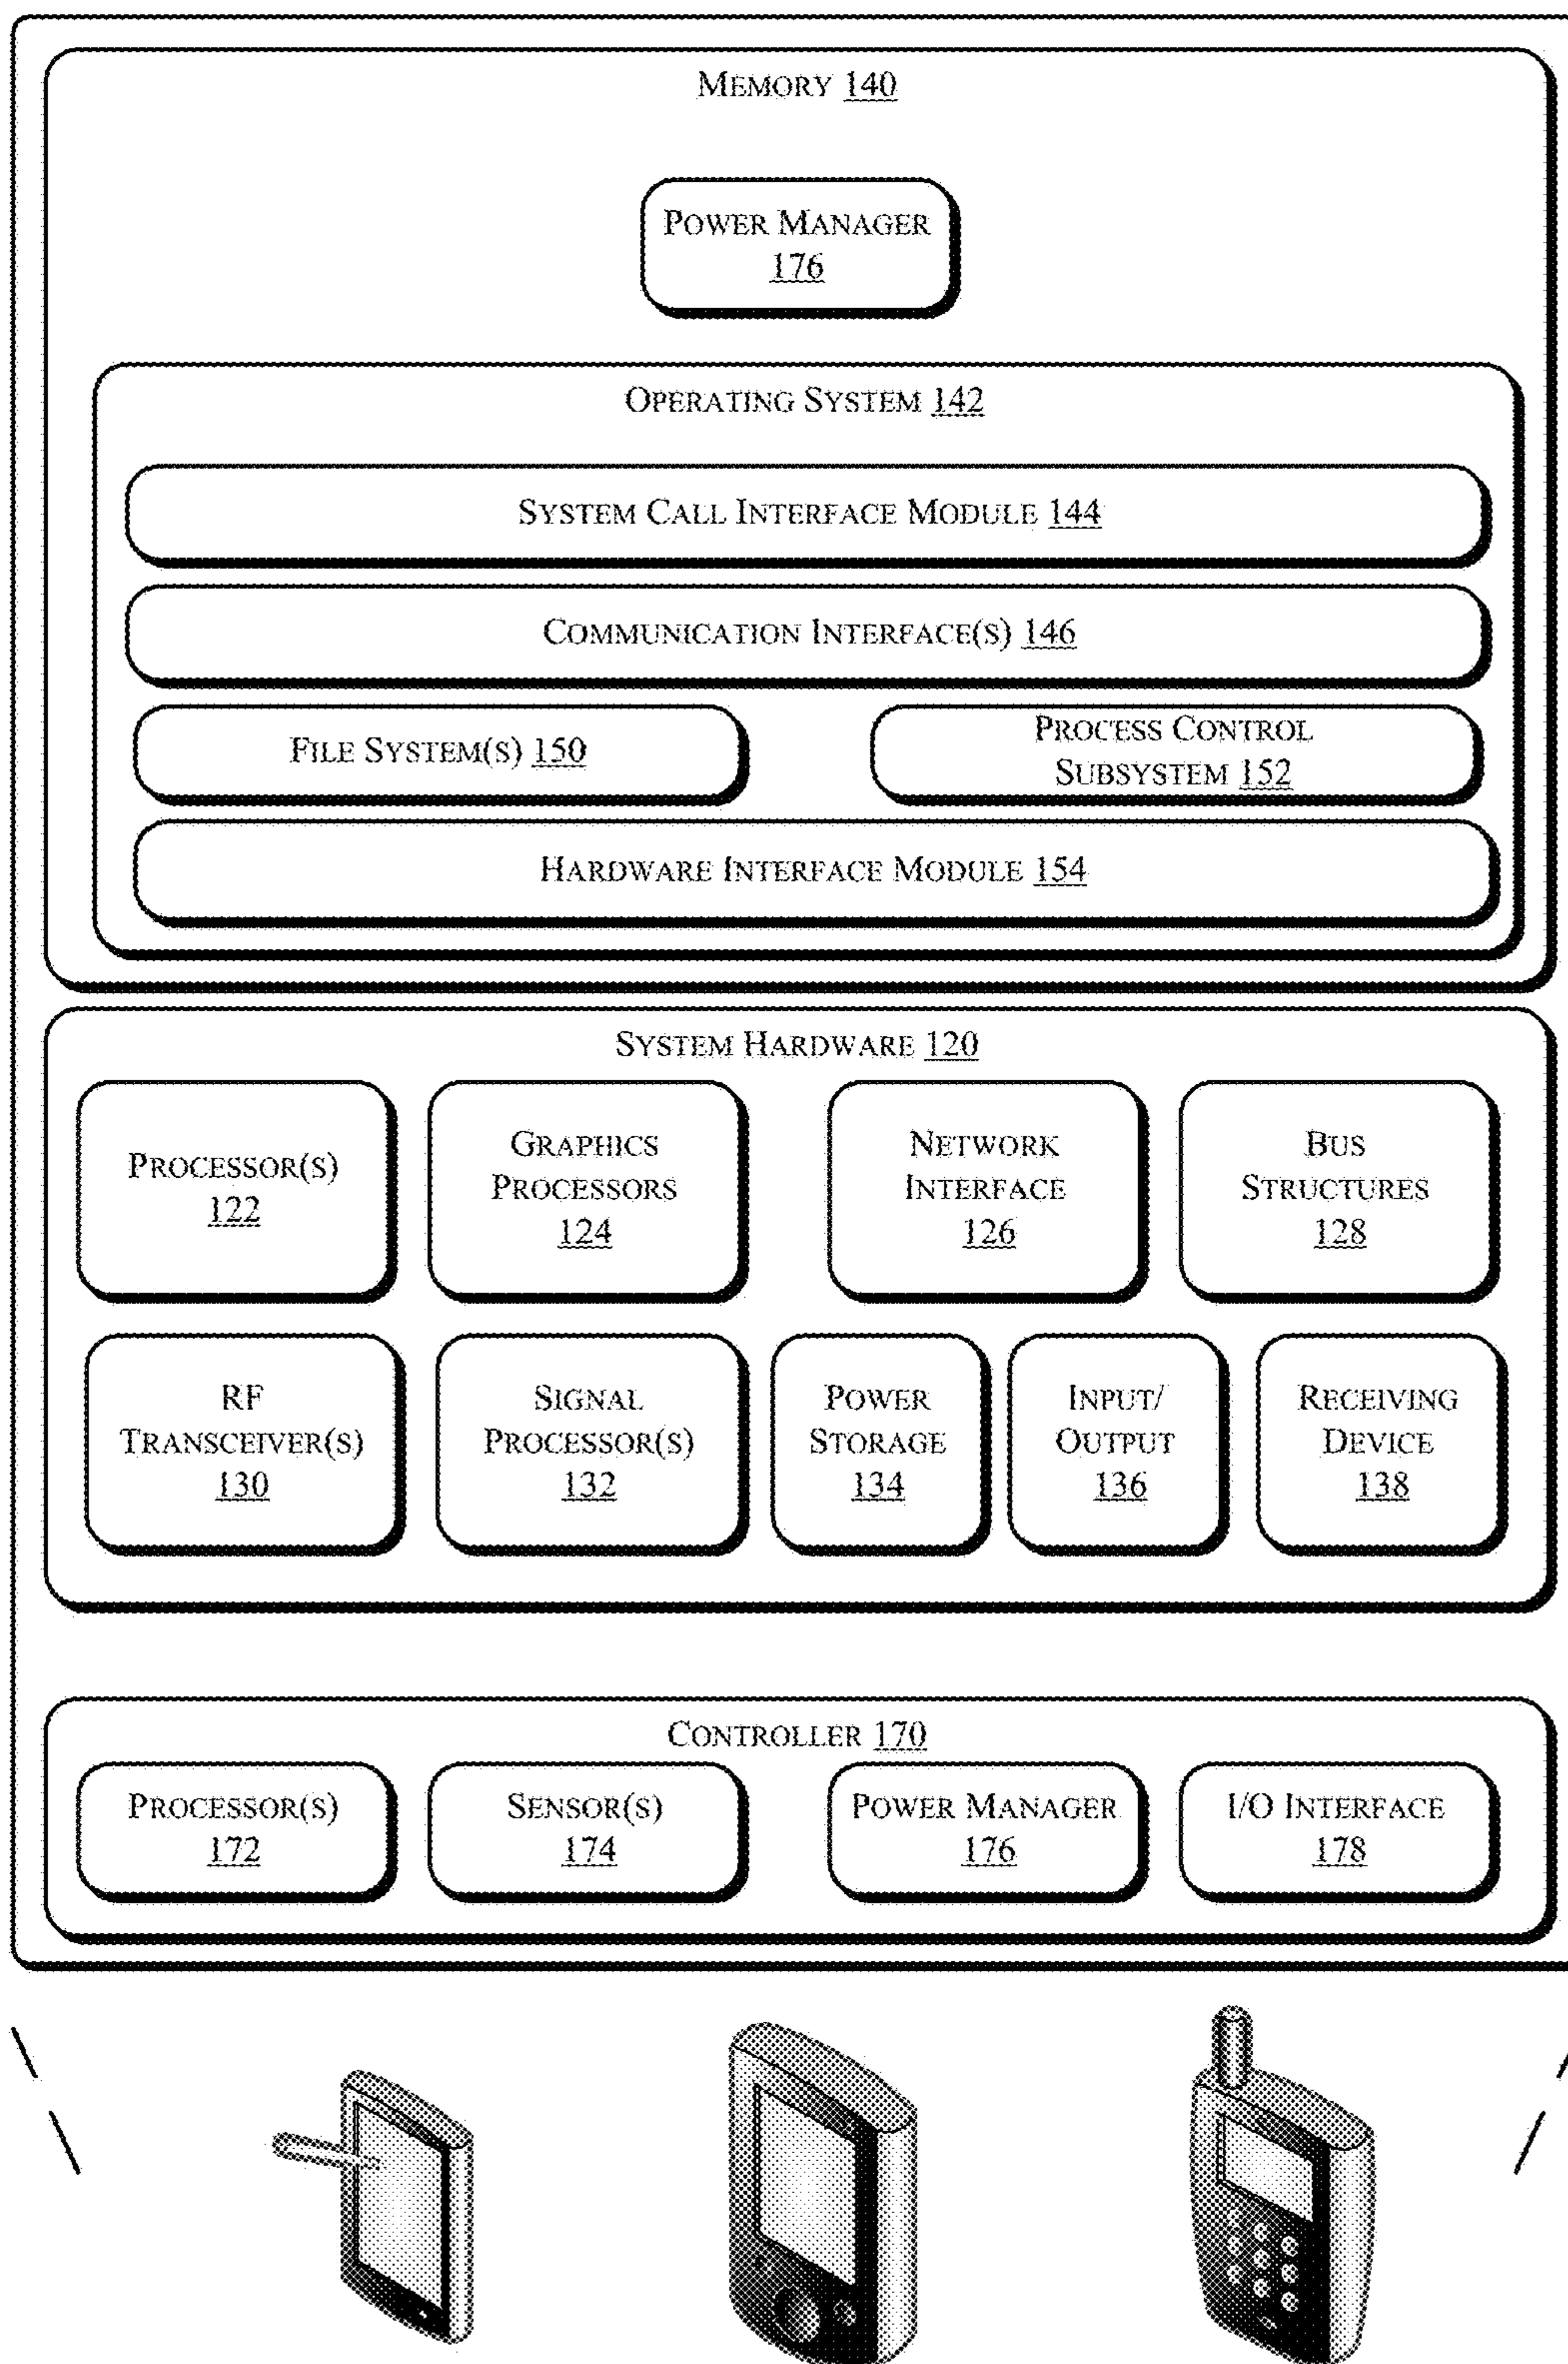 MEMORY 140
POWER MANAGER
176
OPERATING SYSTEM 142
SYSTEM CALL INTERFACE MODULE 144
COMMUNICATION INTERFACE(S) 146
FILE SYSTEM(S) 150
PROCESS CONTROL
SUBSYSTEM 152
HARDWARE INTERFACE MODULE 154
SYSTEM HARDWARE 120
PROCESSOR(S)
122
GRAPHICS
PROCESSORS
124
NETWORK
INTERFACE
126
BUS
STRUCTURES
128
RF
TRANSCEIVER(S)
130
SIGNAL
PROCESSOR(S)
132
POWER
STORAGE
134
INPUT/
OUTPUT
136
RECEIVING
DEVICE
138
CONTROLLER 170
PROCESSOR(S)
172
SENSOR(S)
174
POWER MANAGER
176
I/O INTERFACE
178